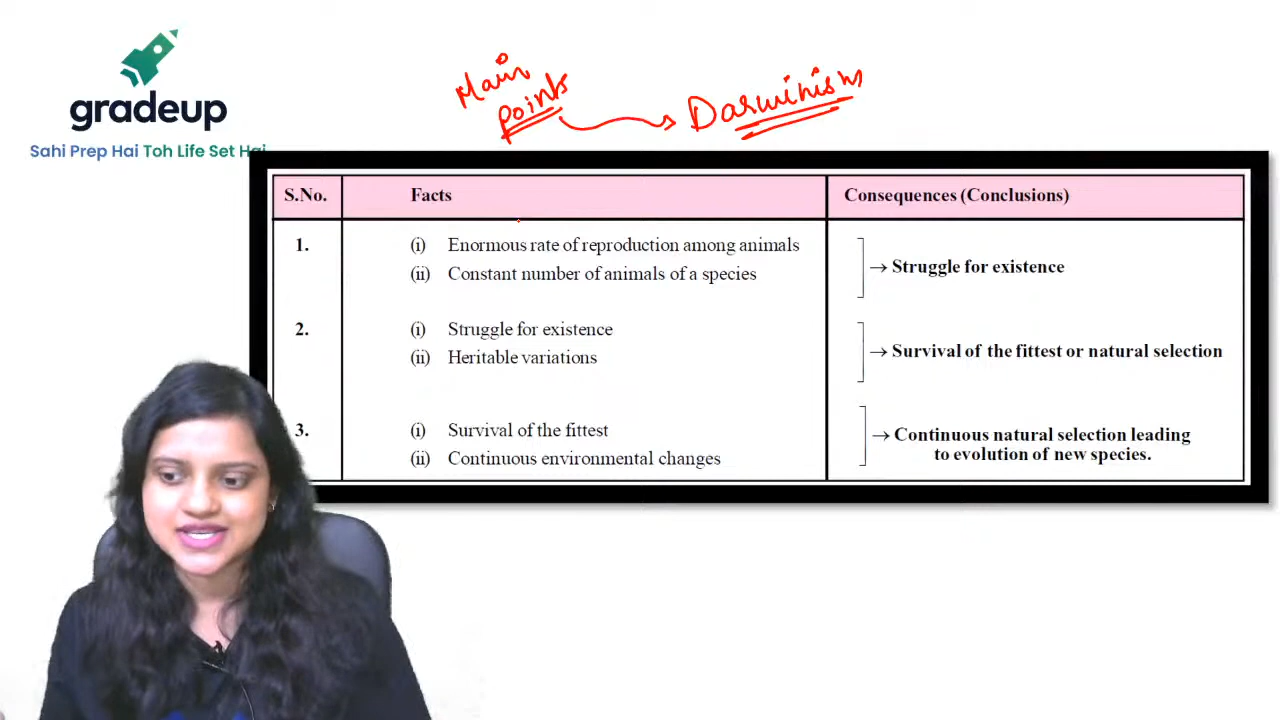 gradeup
Sahi Prep Hai Toh Life Set Hai
Main
points
Darwinism
S.No. Facts Consequences (Conclusions)
1. (i) Enormous rate of reproduction among animals
(ii) Constant number of animals of a species
→ Struggle for existence
2. (i) Struggle for existence
(ii) Heritable variations
→ Survival of the fittest or natural selection
3. (i) Survival of the fittest
(ii) Continuous environmental changes
→ Continuous natural selection leading
to evolution of new species.